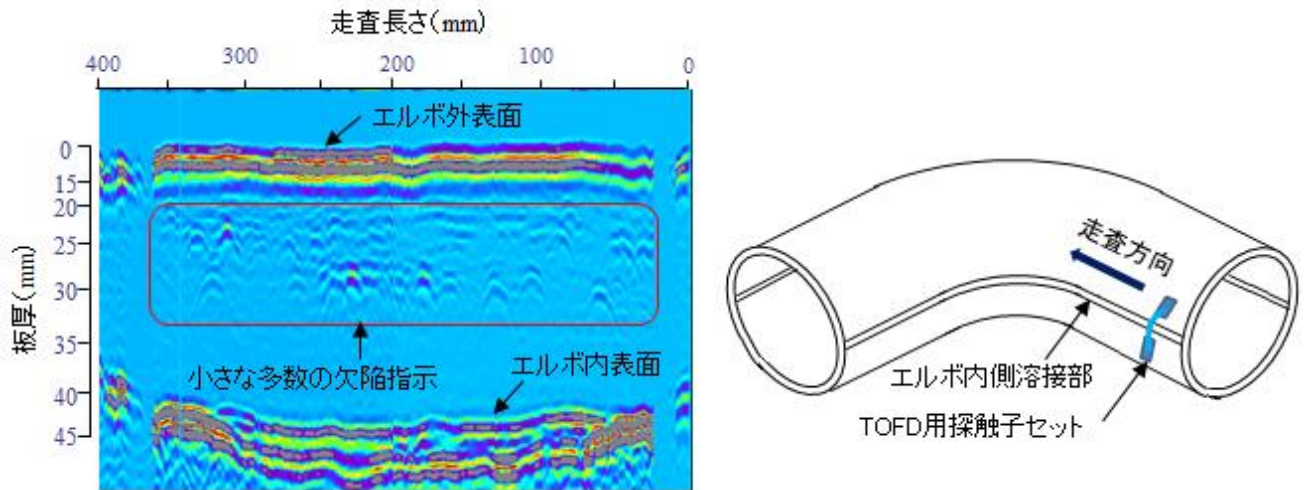 走査長さ(mm)
400
300
200
100
0
エルボ外表面
0
15
20
25
30
35
40
45
板厚(mm)
小さな多数の欠陥指示
エルボ内表面
走査方向
エルボ内側溶接部
TOFD用探触子セット